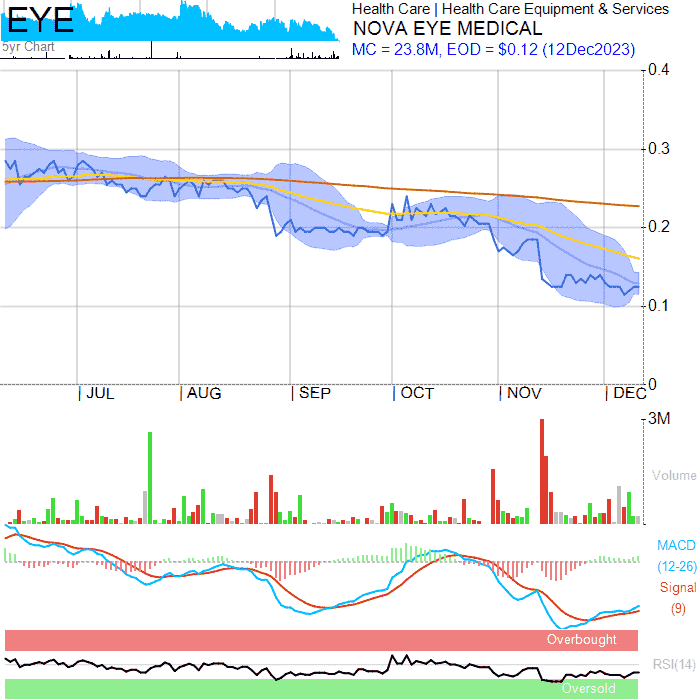 EYE
Health Care | Health Care Equipment & Services
NOVA EYE MEDICAL
5yr Chart
MC = 23.8M, EOD = $0.12 (12Dec2023)
0.4
0.3
0.2
0.1
0
| JUL | AUG | SEP | OCT | NOV | DEC
3M
Volume
MACD
(12-26)
Signal
(9)
Overbought
RSI(14)
Oversold